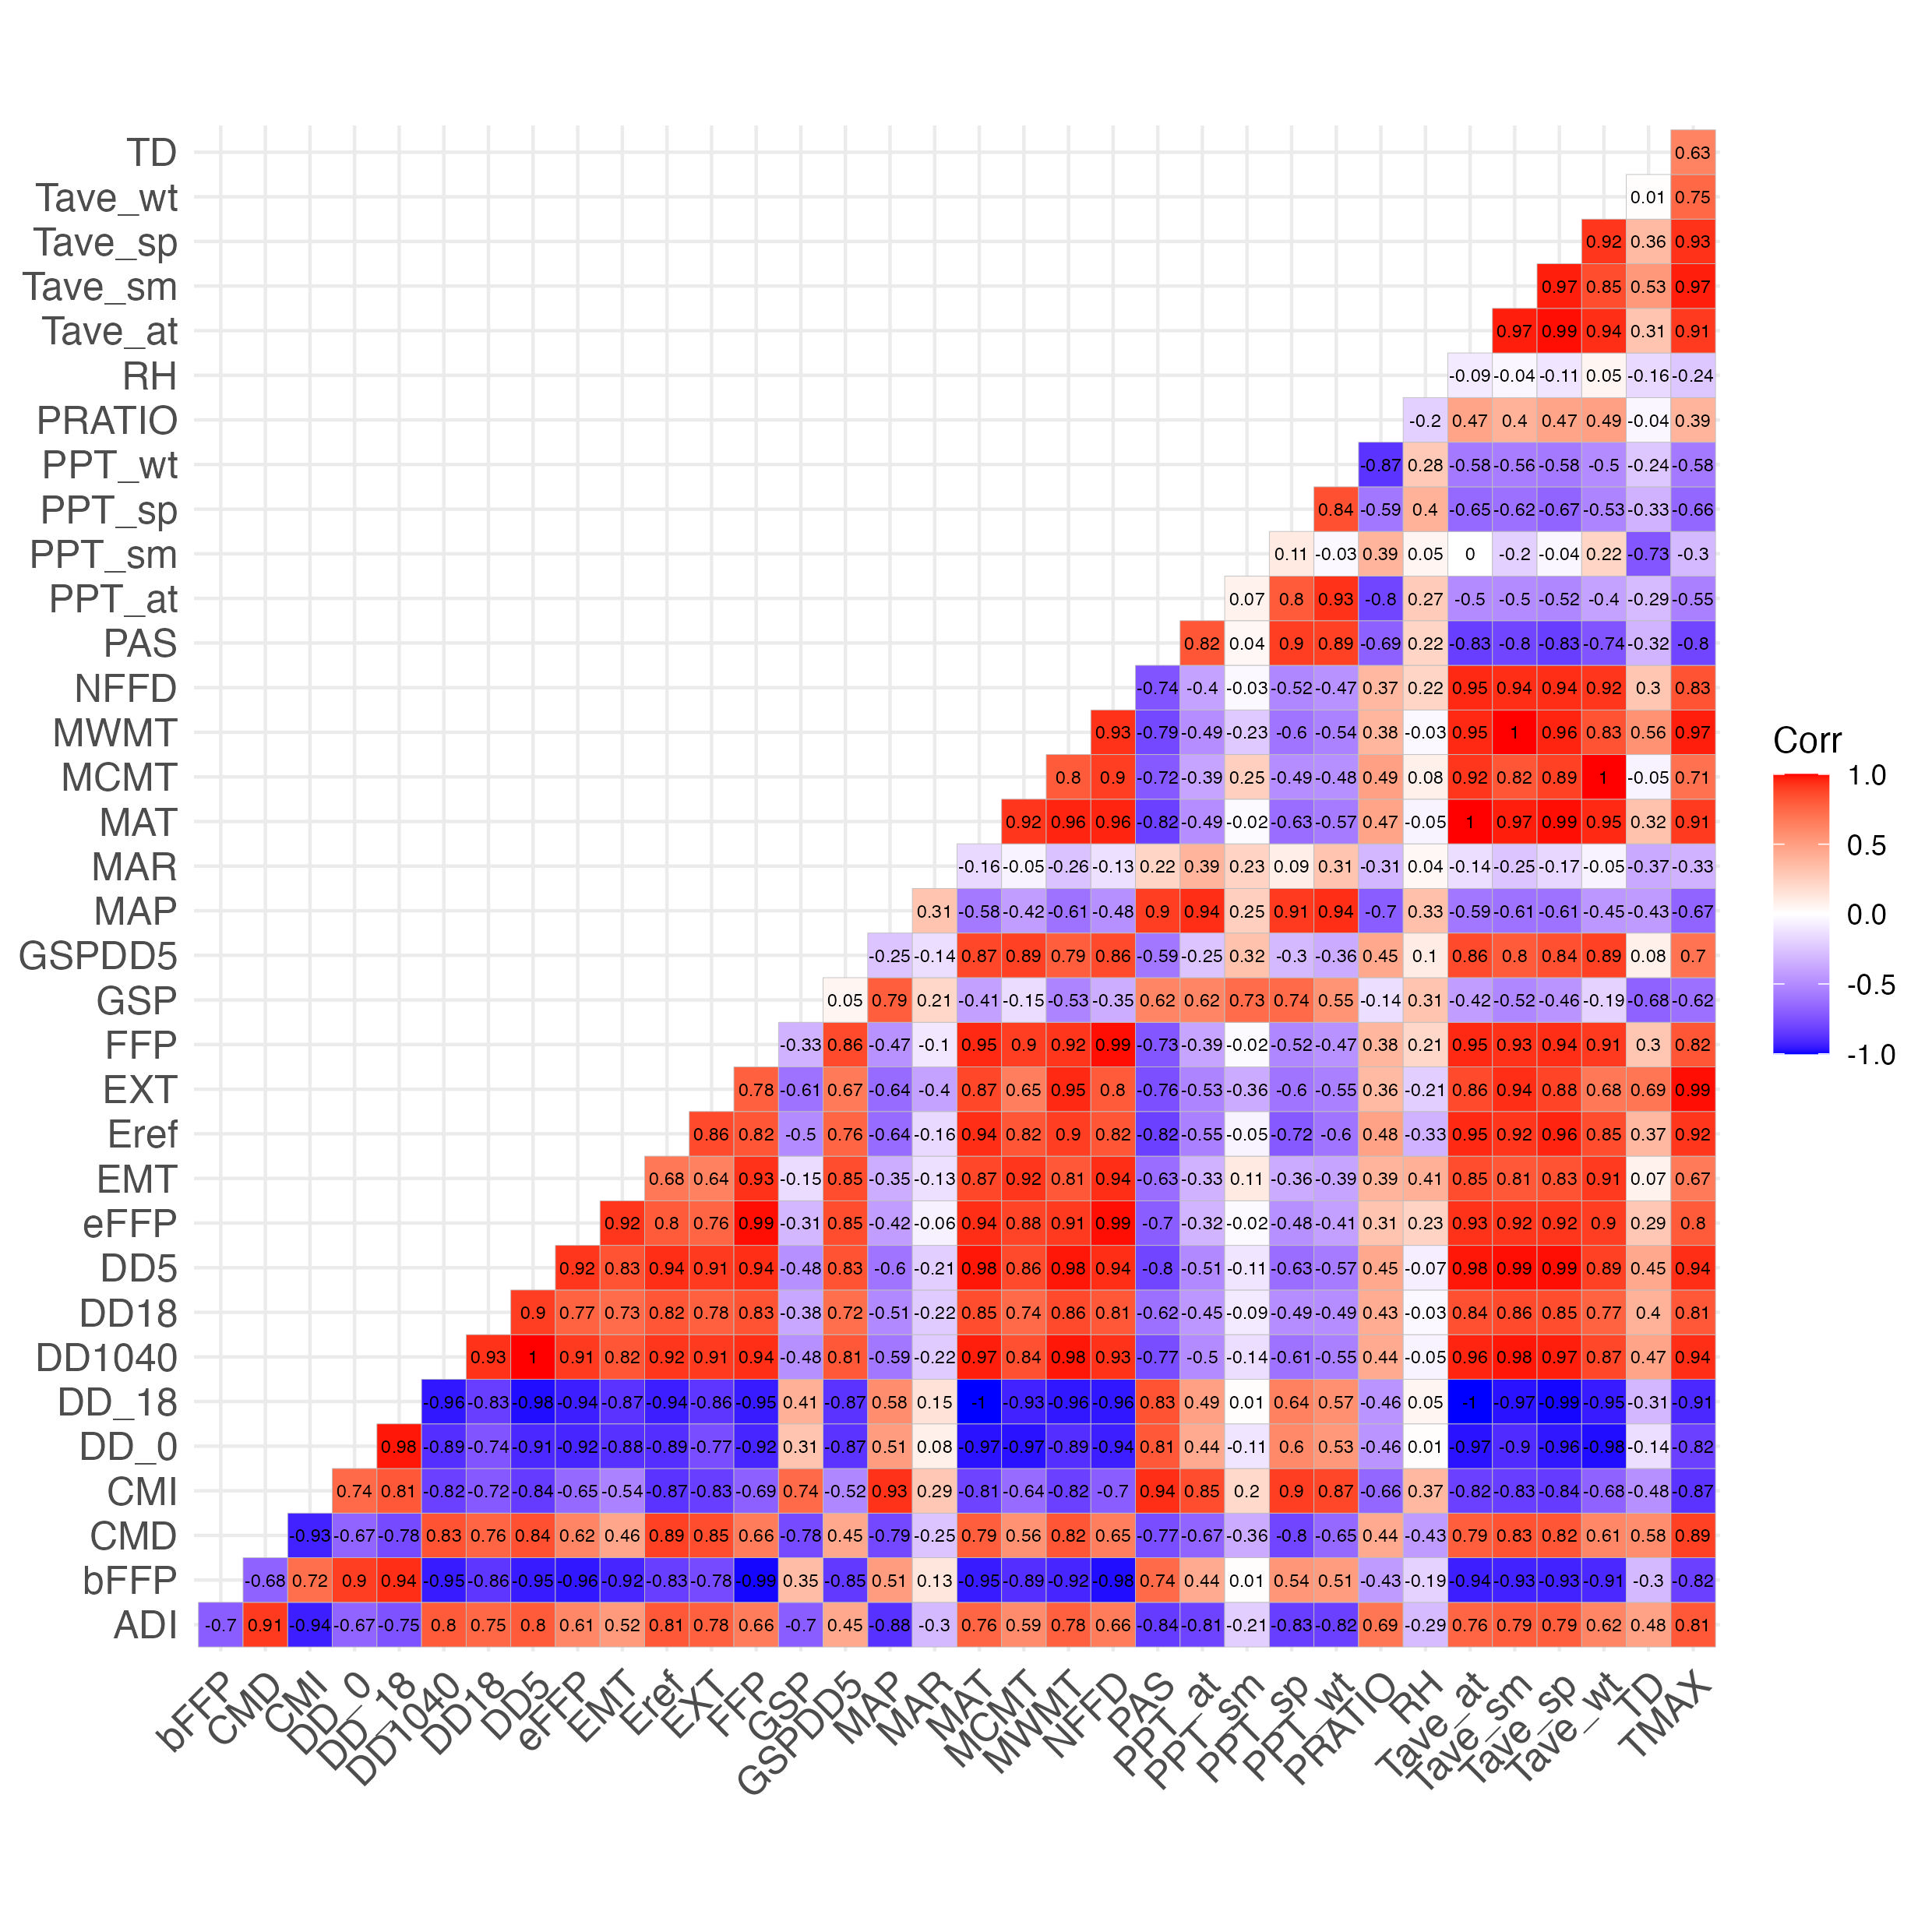 TD 0.63
Tave_wt 0.01 0.75
Tave_sp 0.92 0.36 0.93
Tave_sm 0.97 0.85 0.53 0.97
Tave_at 0.97 0.99 0.94 0.31 0.91
RH -0.09 -0.04 -0.11 0.05 -0.16 -0.24
PRATIO -0.2 0.47 0.4 0.47 0.49 -0.04 0.39
PPT_wt -0.87 0.28 -0.58 -0.56 -0.58 -0.5 -0.24 -0.58
PPT_sp 0.84 -0.59 0.4 -0.65 -0.62 -0.67 -0.53 -0.33 -0.66
PPT_sm 0.11 -0.03 0.39 0.05 0 -0.2 -0.04 0.22 -0.73 -0.3
PPT_at 0.07 0.8 0.93 -0.8 0.27 -0.5 -0.5 -0.52 -0.4 -0.29 -0.55
PAS 0.82 0.04 0.9 0.89 -0.69 0.22 -0.83 -0.8 -0.83 -0.74 -0.32 -0.8
NFFD -0.74 -0.4 -0.03 -0.52 -0.47 0.37 0.22 0.95 0.94 0.94 0.92 0.3 0.83
MWMT 0.93 -0.79 -0.49 -0.23 -0.6 -0.54 0.38 -0.03 0.95 1 0.96 0.83 0.56 0.97
MCMT 0.8 0.9 -0.72 -0.39 0.25 -0.49 -0.48 0.49 0.08 0.92 0.82 0.89 1 -0.05 0.71
MAT 0.92 0.96 0.96 -0.82 -0.49 -0.02 -0.63 -0.57 0.47 -0.05 1 0.97 0.99 0.95 0.32 0.91
MAR -0.16 -0.05 -0.26 -0.13 0.22 0.39 0.23 0.09 0.31 -0.31 0.04 -0.14 -0.25 -0.17 -0.05 -0.37 -0.33
MAP 0.31 -0.58 -0.42 -0.61 -0.48 0.9 0.94 0.25 0.91 0.94 -0.7 0.33 -0.59 -0.61 -0.61 -0.45 -0.43 -0.67
GSPDD5 -0.25 -0.14 0.87 0.89 0.79 0.86 -0.59 -0.25 0.32 -0.3 -0.36 0.45 0.1 0.86 0.8 0.84 0.89 0.08 0.7
GSP 0.05 0.79 0.21 -0.41 -0.15 -0.53 -0.35 0.62 0.62 0.73 0.74 0.55 -0.14 0.31 -0.42 -0.52 -0.46 -0.19 -0.68 -0.62
FFP -0.33 0.86 -0.47 -0.1 0.95 0.9 0.92 0.99 -0.73 -0.39 -0.02 -0.52 -0.47 0.38 0.21 0.95 0.93 0.94 0.91 0.3 0.82
EXT 0.78 -0.61 0.67 -0.64 -0.4 0.87 0.65 0.95 0.8 -0.76 -0.53 -0.36 -0.6 -0.55 0.36 -0.21 0.86 0.94 0.88 0.68 0.69 0.99
Eref 0.86 0.82 -0.5 0.76 -0.64 -0.16 0.94 0.82 0.9 0.82 -0.82 -0.55 -0.05 -0.72 -0.6 0.48 -0.33 0.95 0.92 0.96 0.85 0.37 0.92
EMT 0.68 0.64 0.93 -0.15 0.85 -0.35 -0.13 0.87 0.92 0.81 0.94 -0.63 -0.33 0.11 -0.36 -0.39 0.39 0.41 0.85 0.81 0.83 0.91 0.07 0.67
eFFP 0.92 0.8 0.76 0.99 -0.31 0.85 -0.42 -0.06 0.94 0.88 0.91 0.99 -0.7 -0.32 -0.02 -0.48 -0.41 0.31 0.23 0.93 0.92 0.92 0.9 0.29 0.8
DD5 0.92 0.83 0.94 0.91 0.94 -0.48 0.83 -0.6 -0.21 0.98 0.86 0.98 0.94 -0.8 -0.51 -0.11 -0.63 -0.57 0.45 -0.07 0.98 0.99 0.99 0.89 0.45 0.94
DD18 0.9 0.77 0.73 0.82 0.78 0.83 -0.38 0.72 -0.51 -0.22 0.85 0.74 0.86 0.81 -0.62 -0.45 -0.09 -0.49 -0.49 0.43 -0.03 0.84 0.86 0.85 0.77 0.4 0.81
DD1040 0.93 1 0.91 0.82 0.92 0.91 0.94 -0.48 0.81 -0.59 -0.22 0.97 0.84 0.98 0.93 -0.77 -0.5 -0.14 -0.61 -0.55 0.44 -0.05 0.96 0.98 0.97 0.87 0.47 0.94
DD_18 -0.96 -0.83 -0.98 -0.94 -0.87 -0.94 -0.86 -0.95 0.41 -0.87 0.58 0.15 -1 -0.93 -0.96 -0.96 0.83 0.49 0.01 0.64 0.57 -0.46 0.05 -1 -0.97 -0.99 -0.95 -0.31 -0.91
DD_0 0.98 -0.89 -0.74 -0.91 -0.92 -0.88 -0.89 -0.77 -0.92 0.31 -0.87 0.51 0.08 -0.97 -0.97 -0.89 -0.94 0.81 0.44 -0.11 0.6 0.53 -0.46 0.01 -0.97 -0.9 -0.96 -0.98 -0.14 -0.82
CMI 0.74 0.81 -0.82 -0.72 -0.84 -0.65 -0.54 -0.87 -0.83 -0.69 0.74 -0.52 0.93 0.29 -0.81 -0.64 -0.82 -0.7 0.94 0.85 0.2 0.9 0.87 -0.66 0.37 -0.82 -0.83 -0.84 -0.68 -0.48 -0.87
CMD -0.93 -0.67 -0.78 0.83 0.76 0.84 0.62 0.46 0.89 0.85 0.66 -0.78 0.45 -0.79 -0.25 0.79 0.56 0.82 0.65 -0.77 -0.67 -0.36 -0.8 -0.65 0.44 -0.43 0.79 0.83 0.82 0.61 0.58 0.89
bFFP -0.68 0.72 0.9 0.94 -0.95 -0.86 -0.95 -0.96 -0.92 -0.83 -0.78 -0.99 0.35 -0.85 0.51 0.13 -0.95 -0.89 -0.92 -0.98 0.74 0.44 0.01 0.54 0.51 -0.43 -0.19 -0.94 -0.93 -0.93 -0.91 -0.3 -0.82
ADI -0.7 0.91 -0.94 -0.67 -0.75 0.8 0.75 0.8 0.61 0.52 0.81 0.78 0.66 -0.7 0.45 -0.88 -0.3 0.76 0.59 0.78 0.66 -0.84 -0.81 -0.21 -0.83 -0.82 0.69 -0.29 0.76 0.79 0.79 0.62 0.48 0.81
bFFP CMD CMI DD_0 DD_18 DD1040 DD18 DD5 eFFP EMT Eref EXT FFP GSP GSPDD5 MAP MAR MAT MCMT MWMT NFFD PAS PPT_at PPT_sm PPT_sp PPT_wt PRATIO RH Tave_at Tave_sm Tave_sp Tave_wt TD TMAX
Corr
1.0
0.5
0.0
-0.5
-1.0